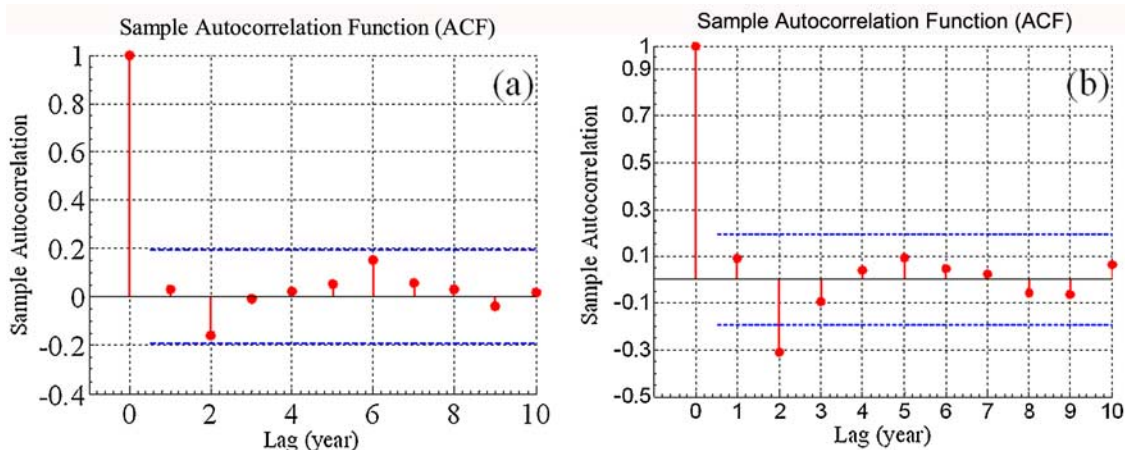 Sample Autocorrelation Function (ACF)
(a)
Sample Autocorrelation
1
0.8
0.6
0.4
0.2
0
-0.2
-0.4
0 2 4 6 8 10
Lag (year)
Sample Autocorrelation Function (ACF)
(b)
Sample Autocorrelation
1
0.9
0.7
0.5
0.3
0.1
-0.1
-0.3
-0.5
0 1 2 3 4 5 6 7 8 9 10
Lag (year)